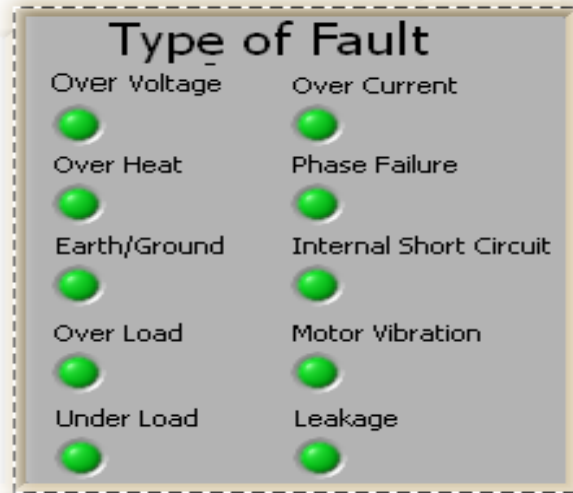 Type of Fault
Over Voltage
Over Current
Over Heat
Phase Failure
Earth/Ground
Internal Short Circuit
Over Load
Motor Vibration
Under Load
Leakage